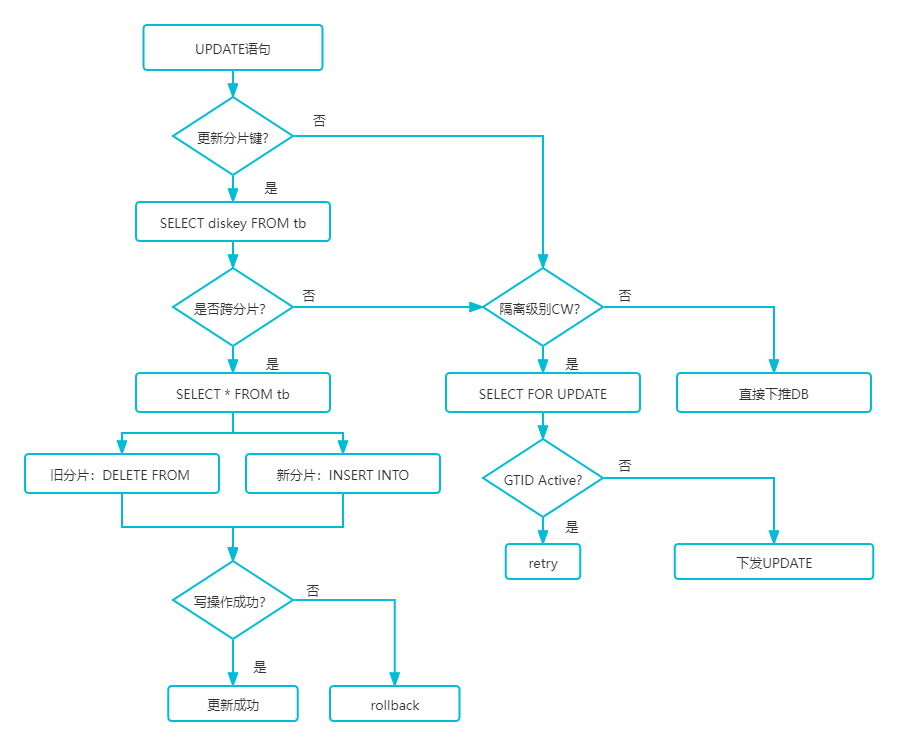 UPDATE语句
更新分片键?
否
是
SELECT diskey FROM tb
是否跨分片?
否
隔离级别CW?
否
是
是
SELECT * FROM tb
SELECT FOR UPDATE
直接下推DB
旧分片：DELETE FROM
新分片：INSERT INTO
GTID Active?
否
是
retry
下发UPDATE
写操作成功?
否
是
更新成功
rollback